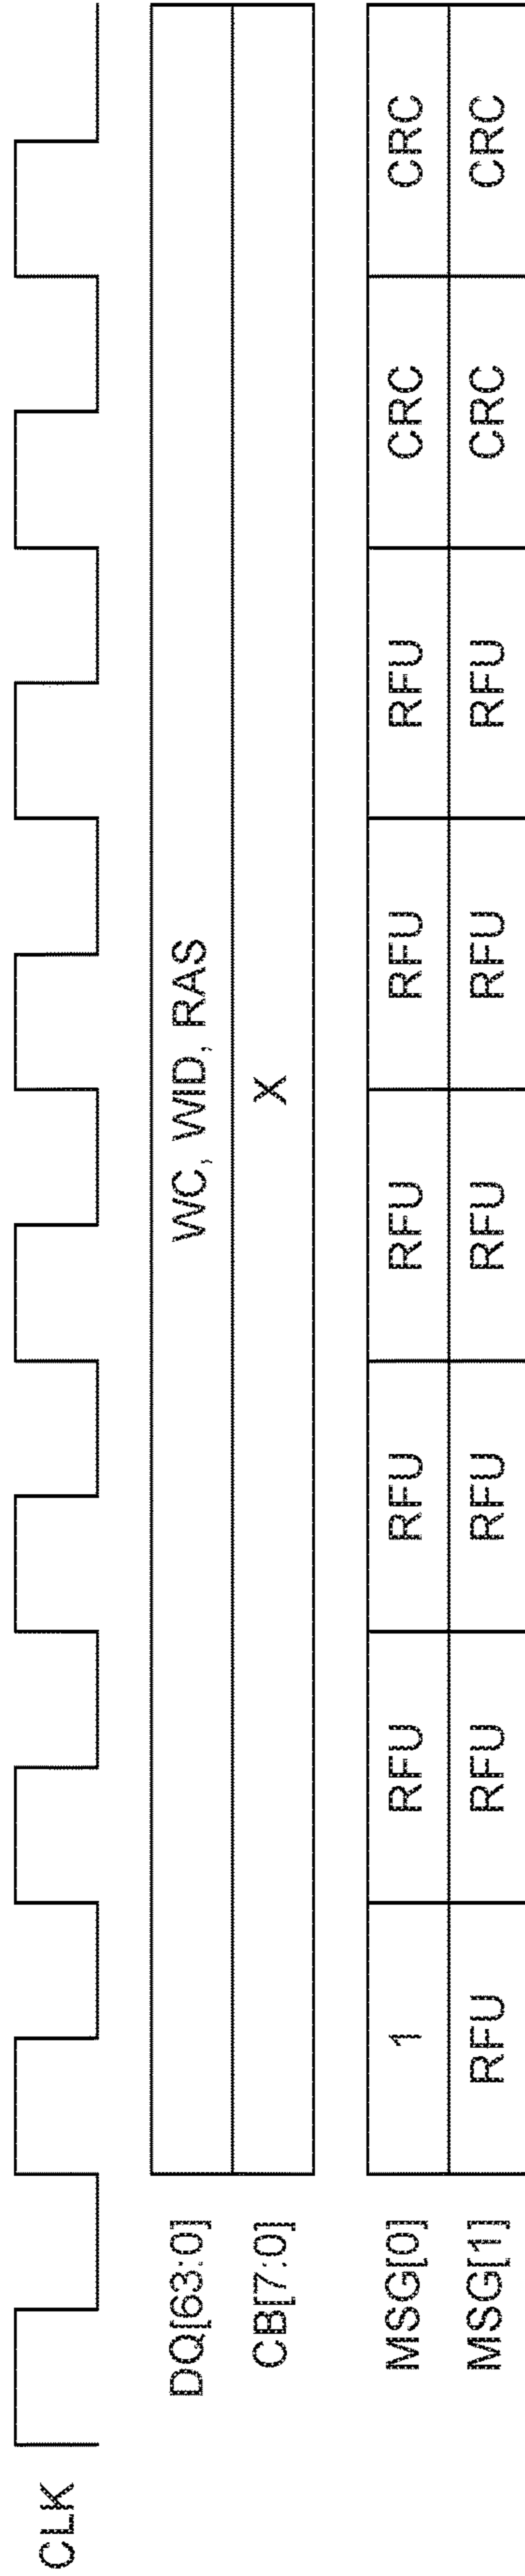 CLK
DQ[63:0] WC, WID, RAS
CB[7:0] X
MSG[0] 1 RFU RFU RFU RFU RFU CRC CRC
MSG[1] RFU RFU RFU RFU RFU RFU CRC CRC